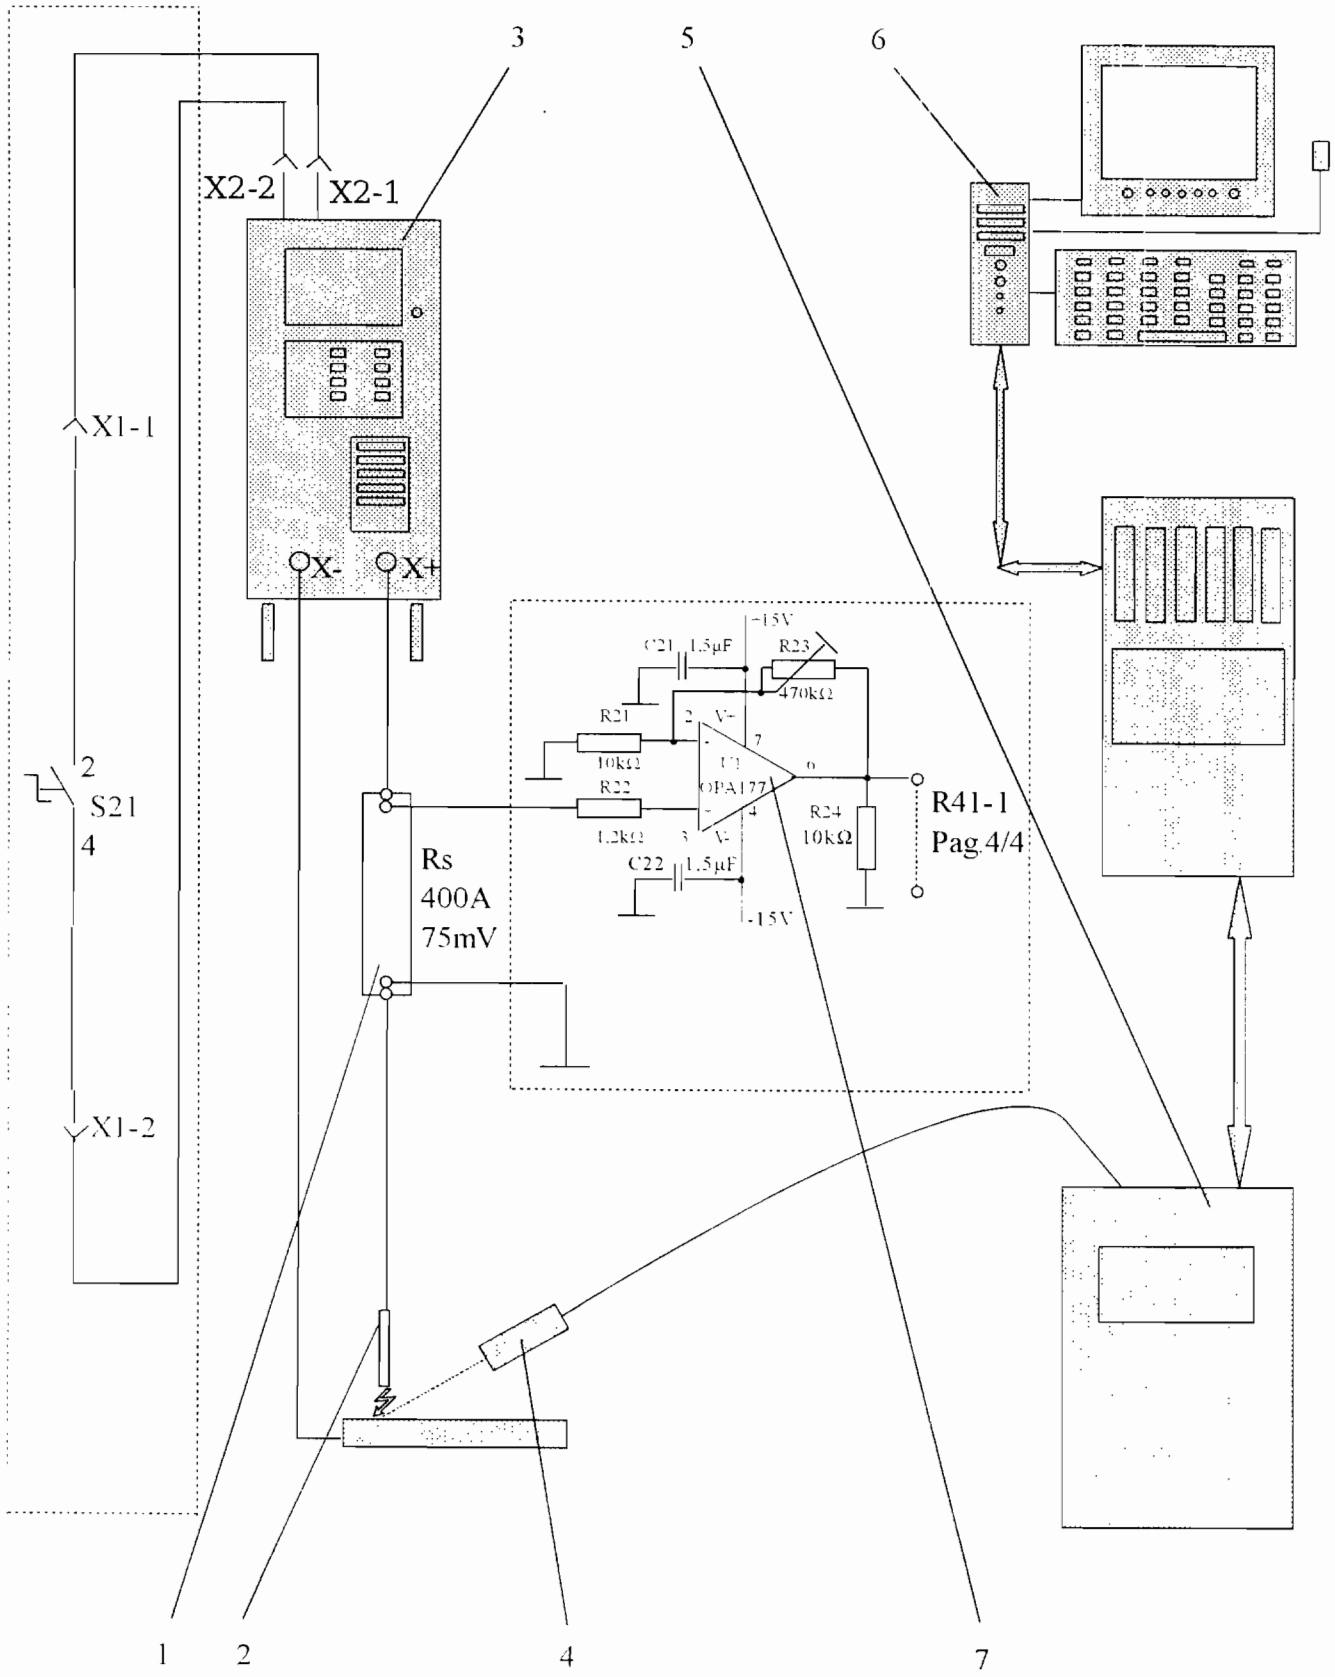 3
5
6
X2-2
X2-1
X1-1
X-
X+
2
S21
4
X1-2
Rs
400A
75mV
C21
1.5µF
-15V
R23
470kΩ
R21
10kΩ
2
V+
7
-
U1
OPA177
6
R22
1.2kΩ
3
V-
4
C22
1.5µF
-15V
R24
10kΩ
R41-1
Pag.4/4
1
2
4
7